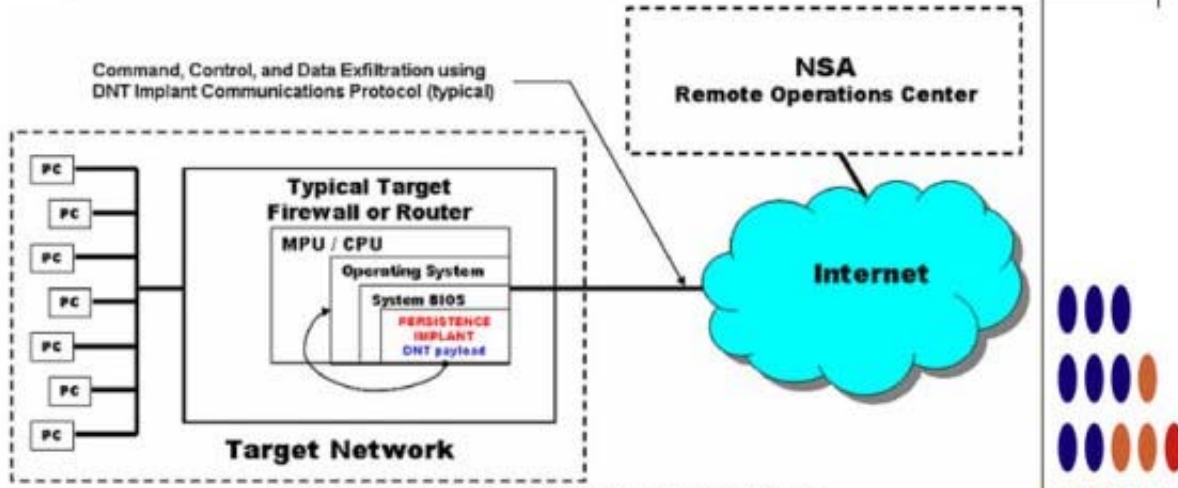 Command, Control, and Data Exfiltration using
DNT Implant Communications Protocol (typical)
NSA
Remote Operations Center
PC
PC
PC
PC
PC
PC
PC
Typical Target
Firewall or Router
MPU / CPU
Operating System
System BIOS
PERSISTENCE
IMPLANT
DNT payload
Internet
Target Network